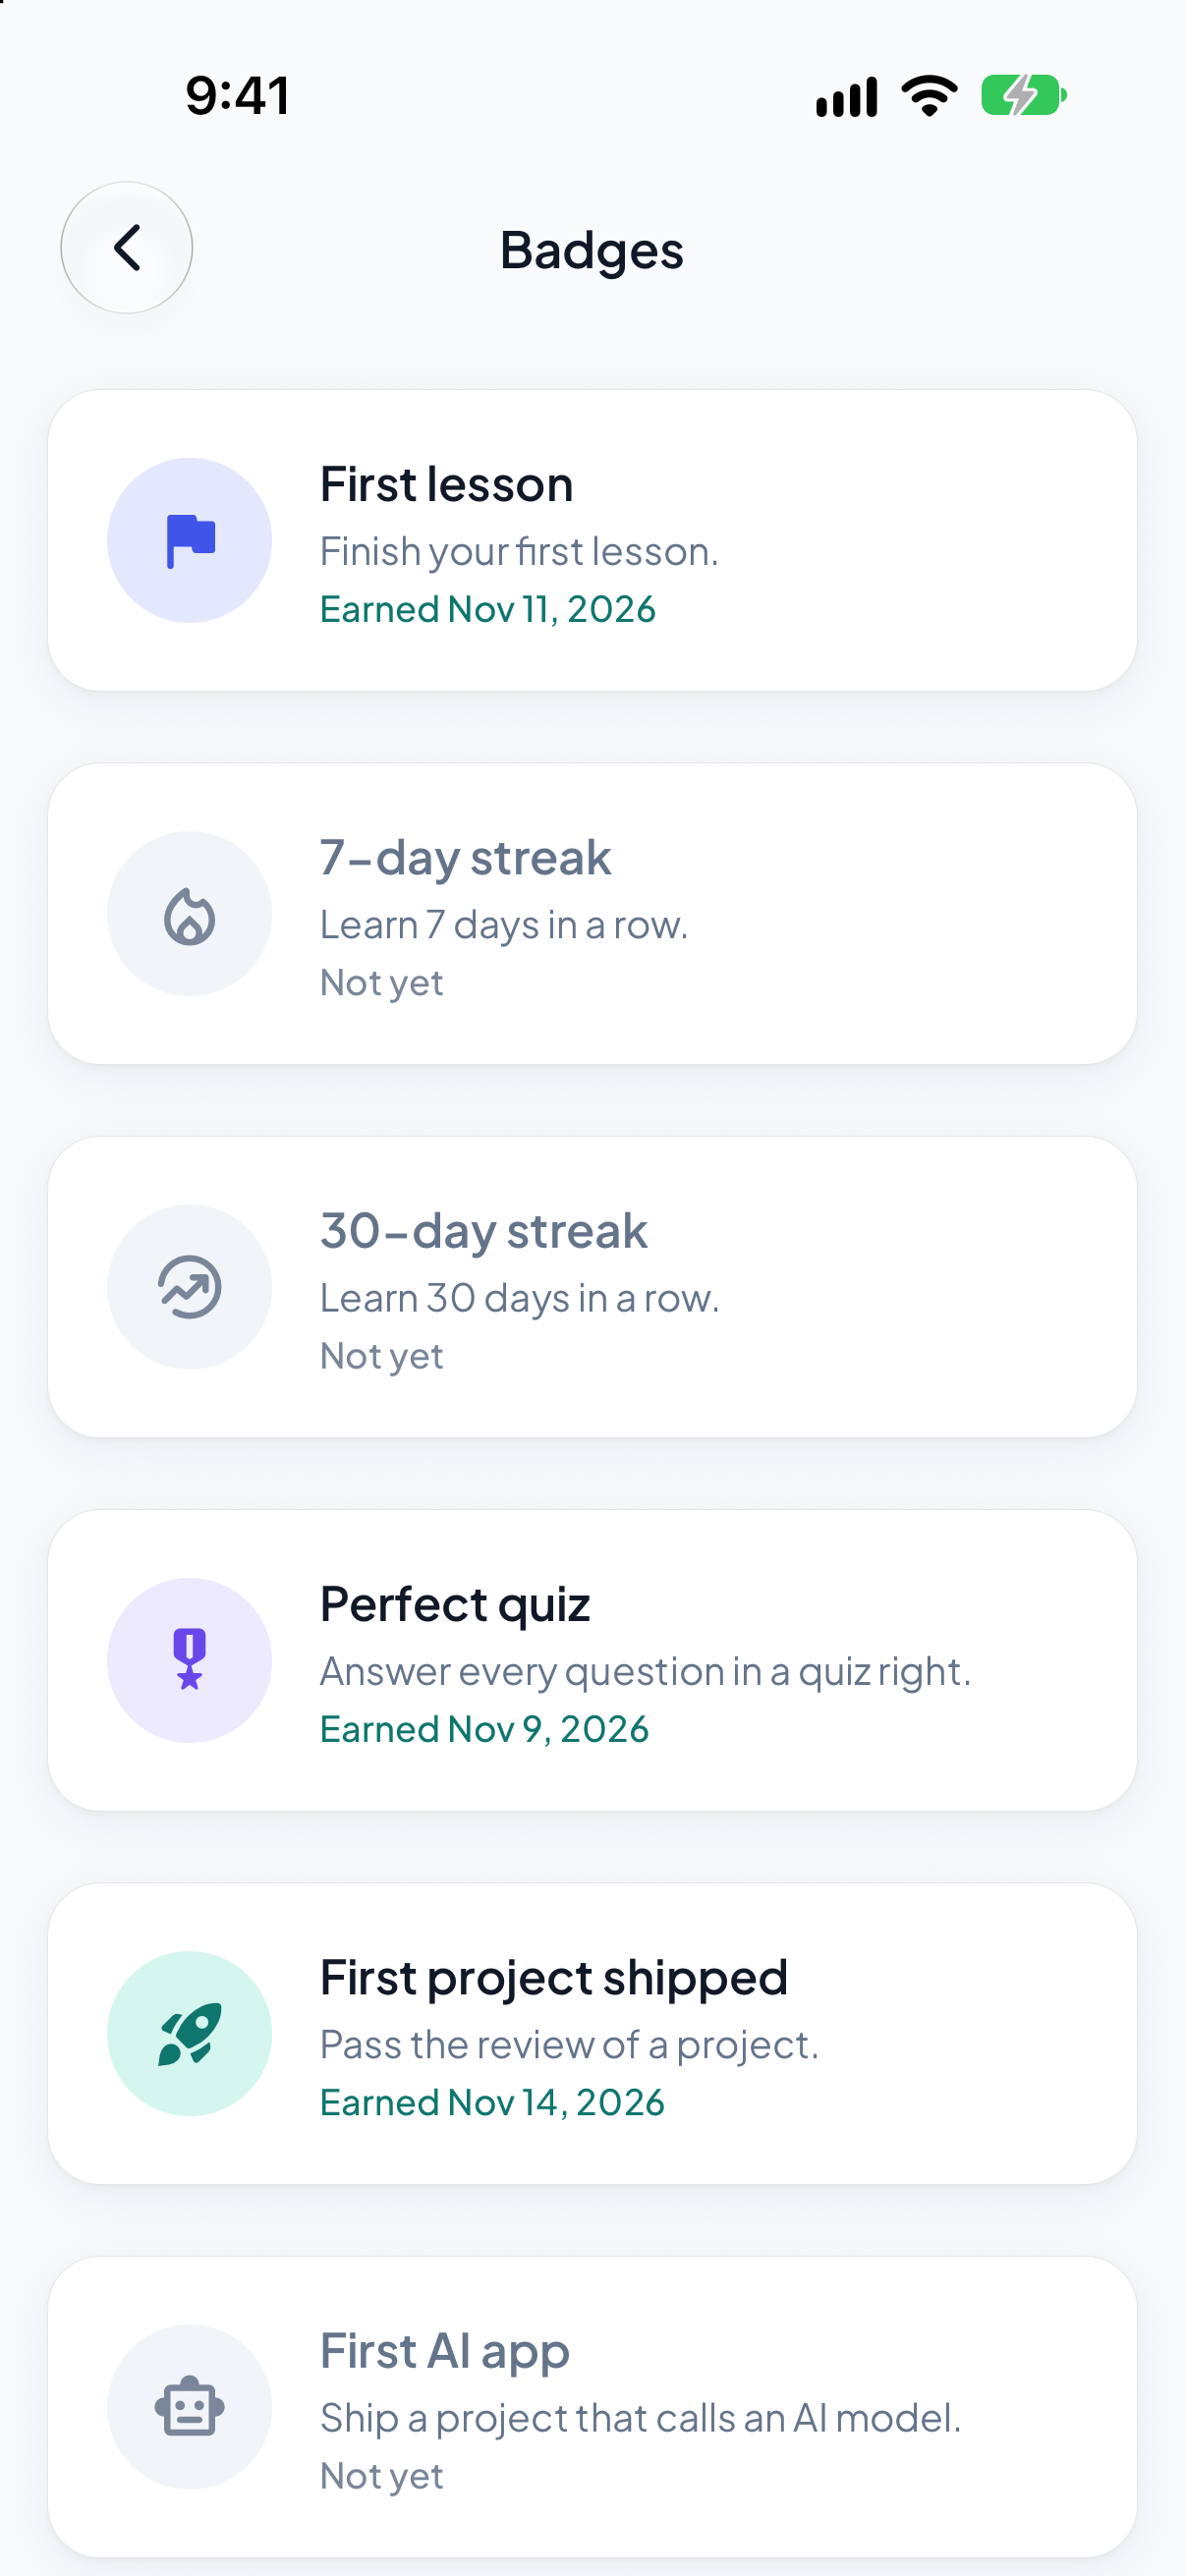 9:41
Badges
First lesson
Finish your first lesson.
Earned Nov 11, 2026
7-day streak
Learn 7 days in a row.
Not yet
30-day streak
Learn 30 days in a row.
Not yet
Perfect quiz
Answer every question in a quiz right.
Earned Nov 9, 2026
First project shipped
Pass the review of a project.
Earned Nov 14, 2026
First AI app
Ship a project that calls an AI model.
Not yet